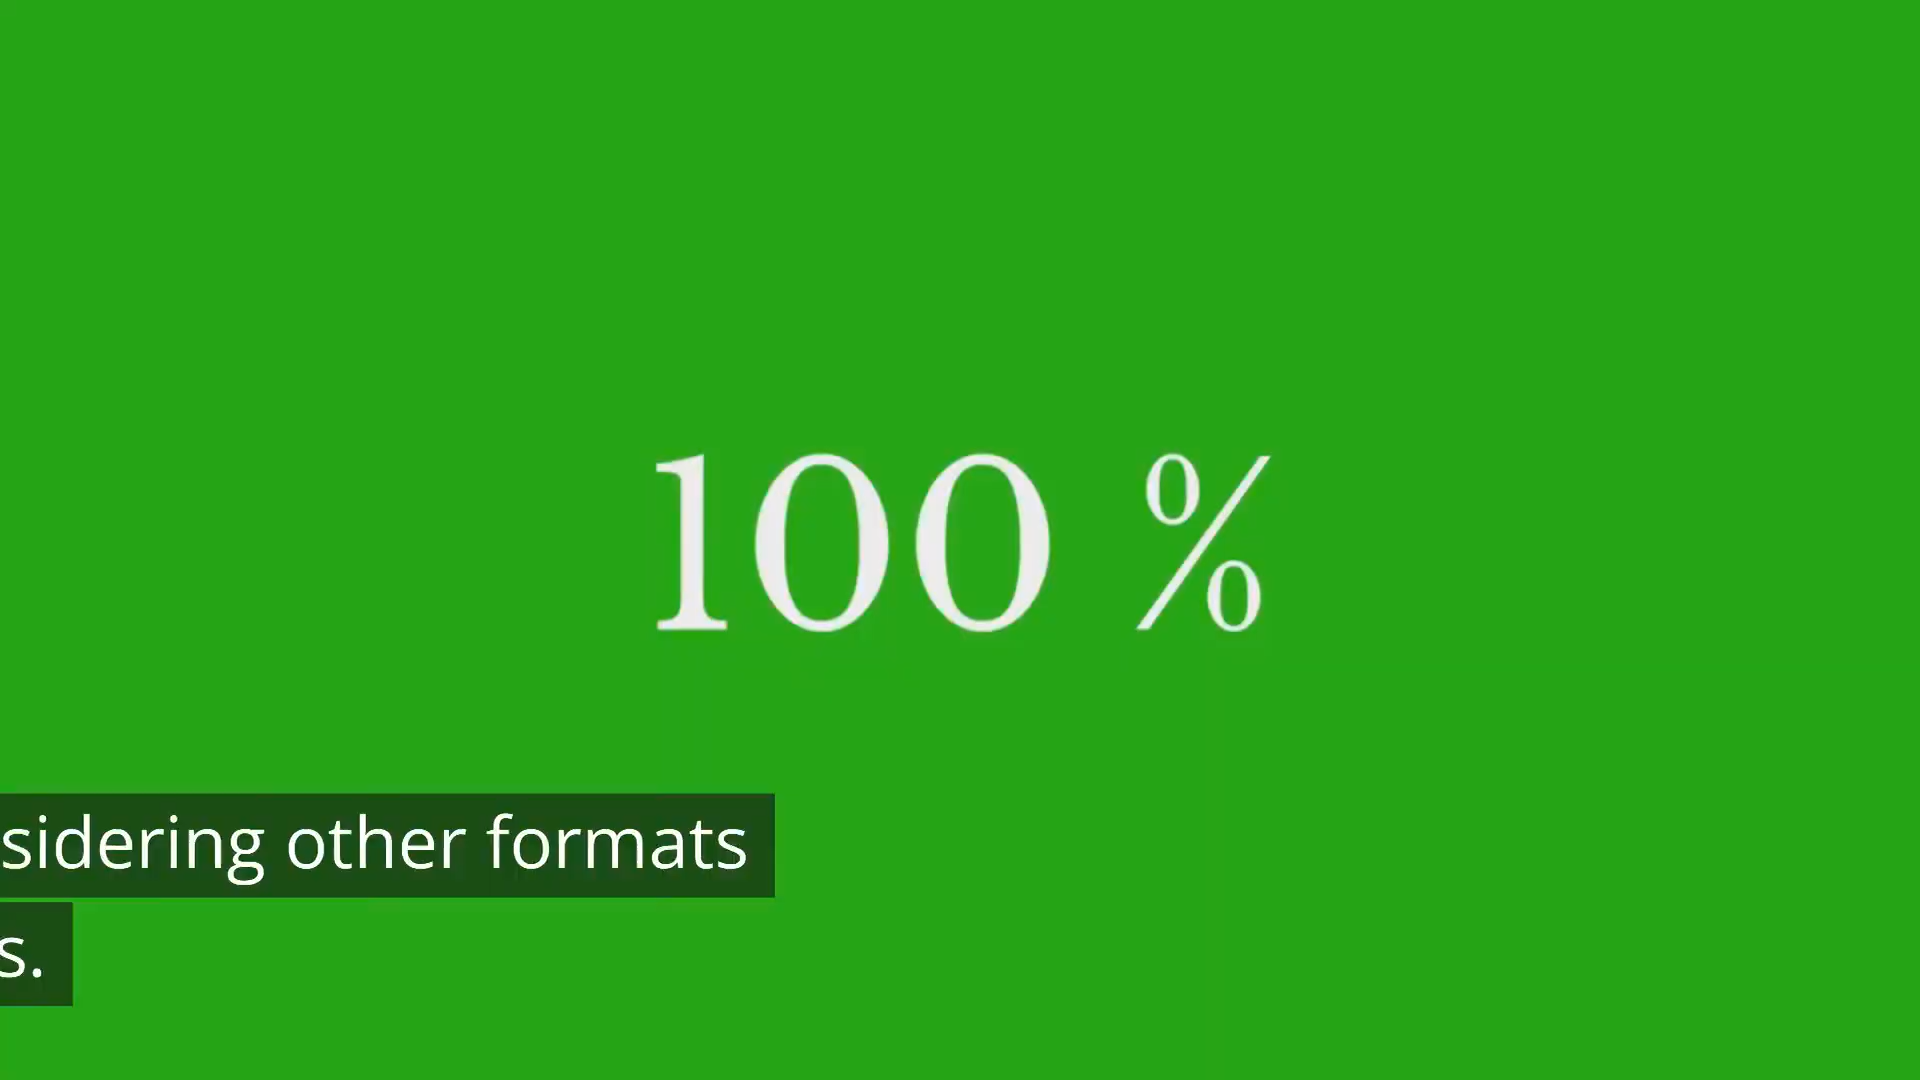 100 %
sidering other formats
s.